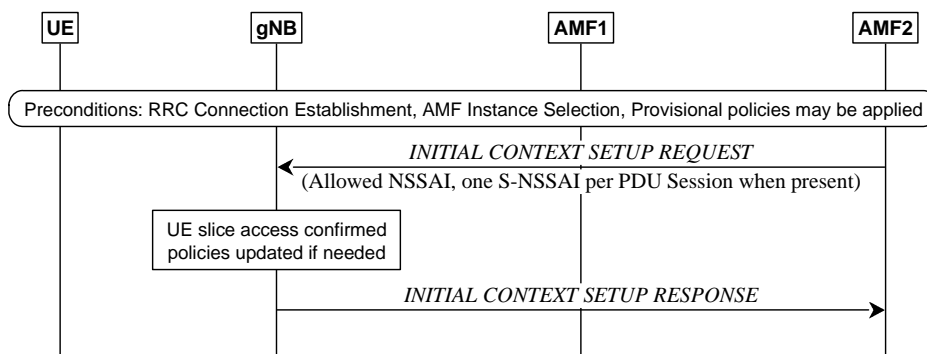 UE gNB AMF1 AMF2
Preconditions: RRC Connection Establishment, AMF Instance Selection, Provisional policies may be applied
INITIAL CONTEXT SETUP REQUEST
(Allowed NSSAI, one S-NSSAI per PDU Session when present)
UE slice access confirmed
policies updated if needed
INITIAL CONTEXT SETUP RESPONSE